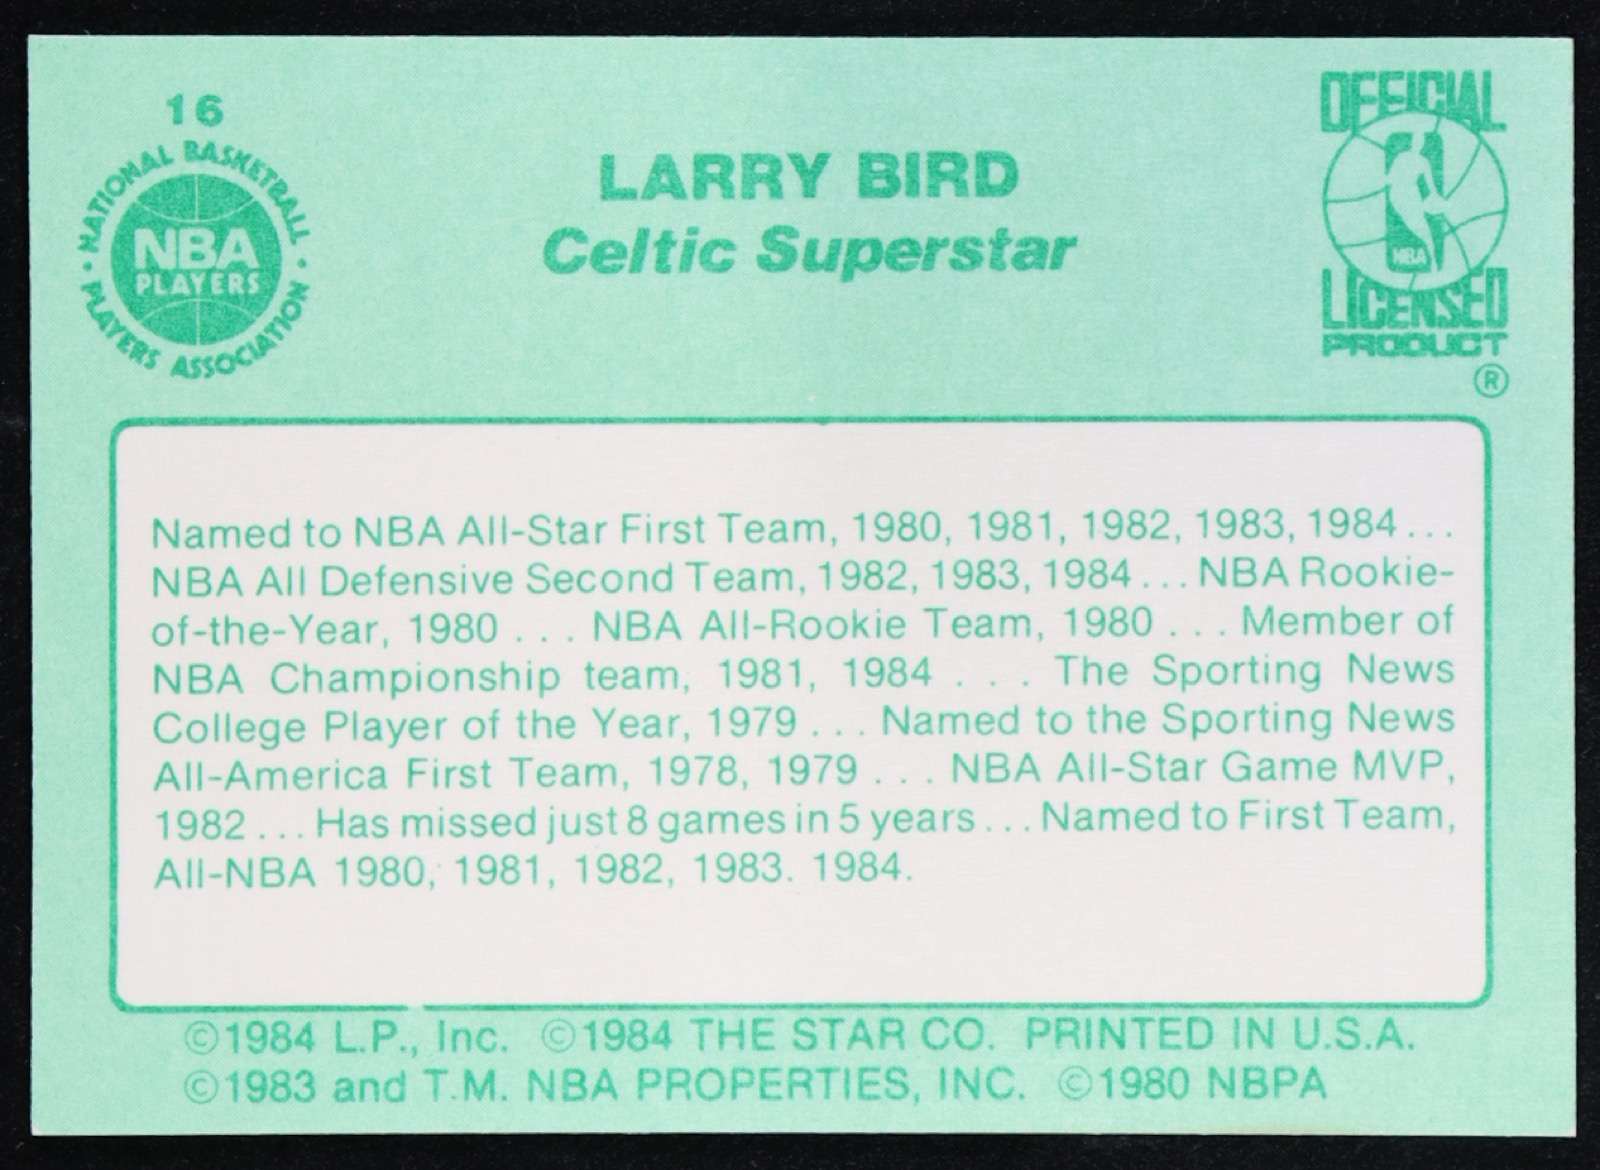 16
NATIONAL BASKETBALL
PLAYERS ASSOCIATION
NBA
PLAYERS
LARRY BIRD
Celtic Superstar
OFFICIAL
NBA
LICENSED
PRODUCT
®
Named to NBA All-Star First Team, 1980, 1981, 1982, 1983, 1984...
NBA All Defensive Second Team, 1982, 1983, 1984... NBA Rookie-
of-the-Year, 1980 ... NBA All-Rookie Team, 1980 ... Member of
NBA Championship team, 1981, 1984 . . . The Sporting News
College Player of the Year, 1979 ... Named to the Sporting News
All-America First Team, 1978, 1979 ... NBA All-Star Game MVP,
1982 ... Has missed just 8 games in 5 years ... Named to First Team,
All-NBA 1980, 1981, 1982, 1983. 1984.
©1984 L.P., Inc. ©1984 THE STAR CO. PRINTED IN U.S.A.
©1983 and T.M. NBA PROPERTIES, INC. ©1980 NBPA